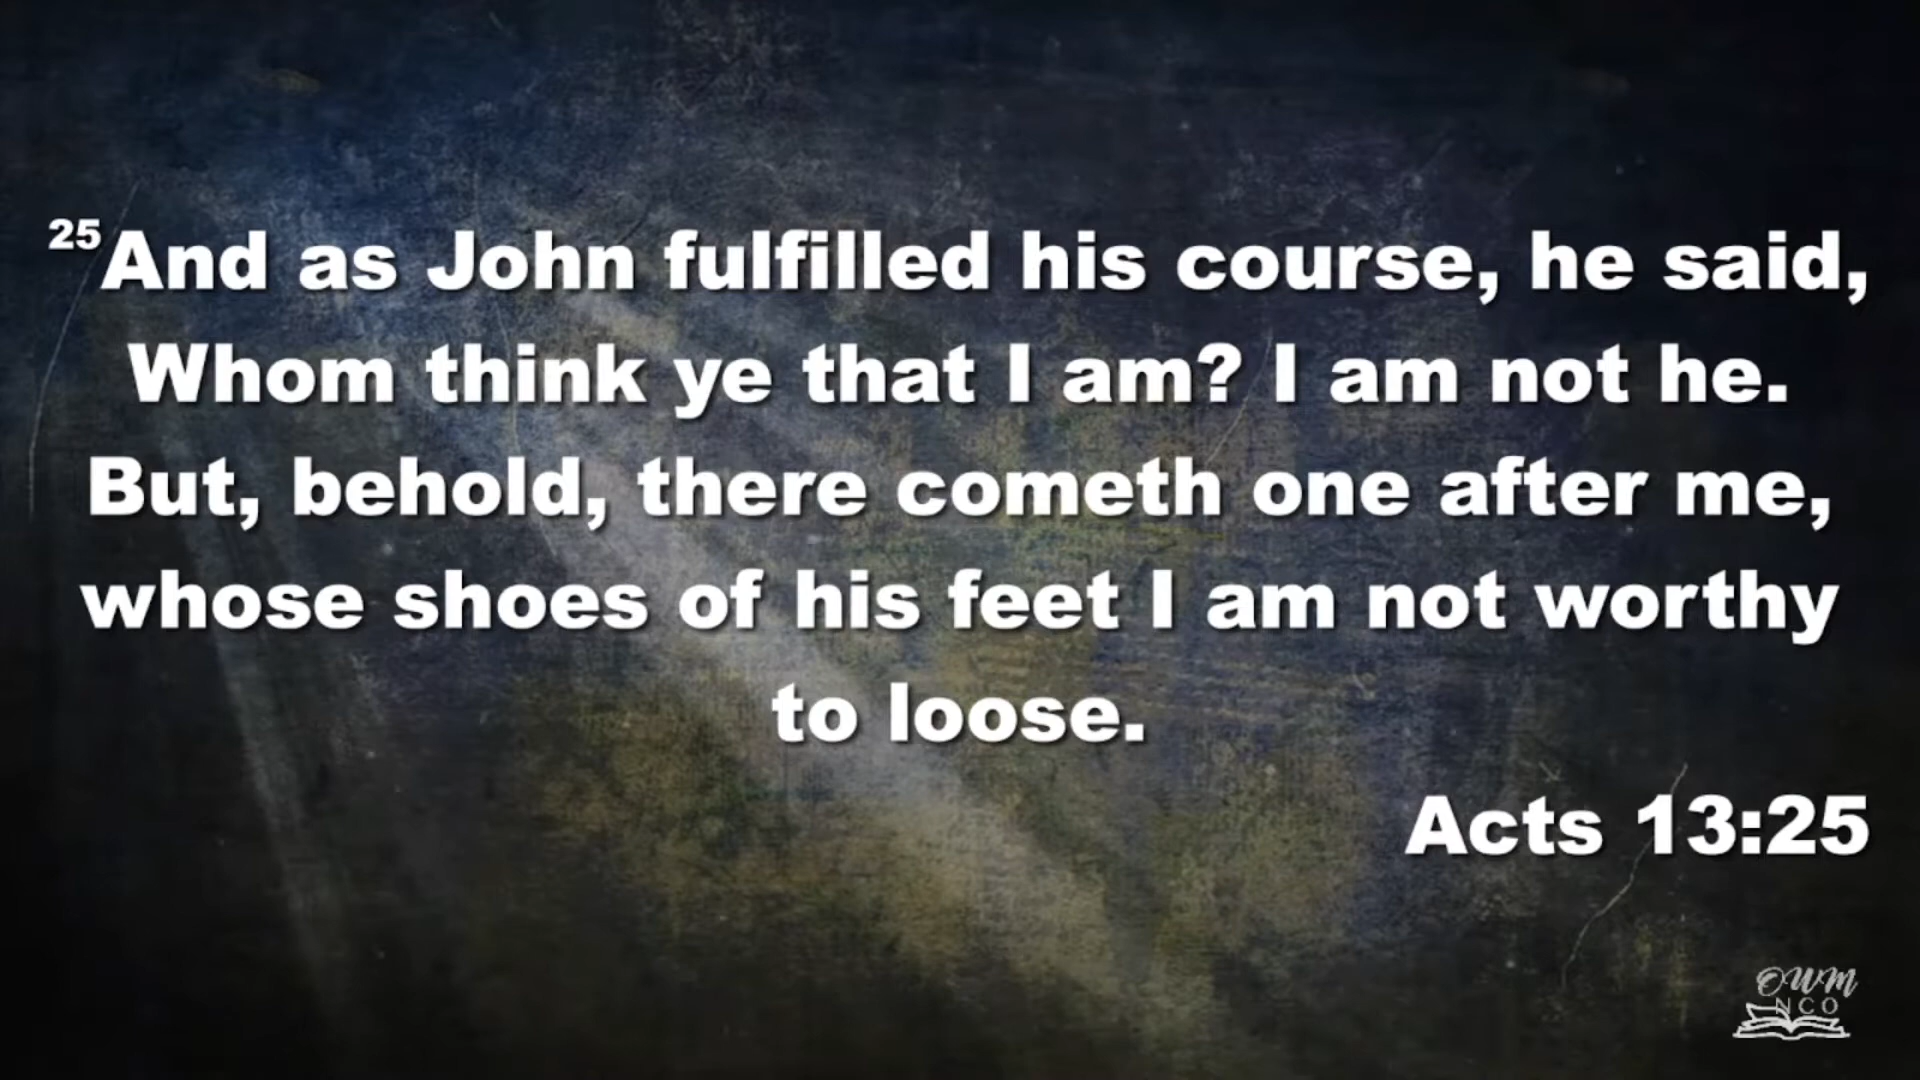 25And as John fulfilled his course, he said,
Whom think ye that I am? I am not he.
But, behold, there cometh one after me,
whose shoes of his feet I am not worthy
to loose.
Acts 13:25
OWM
NCO